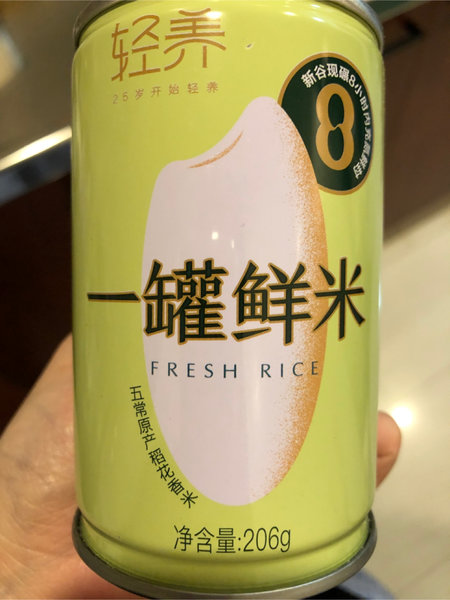 轻养
26岁开始轻养
新谷现碾8小时内充氮鲜封
8
一罐鲜米
FRESH RICE
五常原产稻花香米
净含量:206g